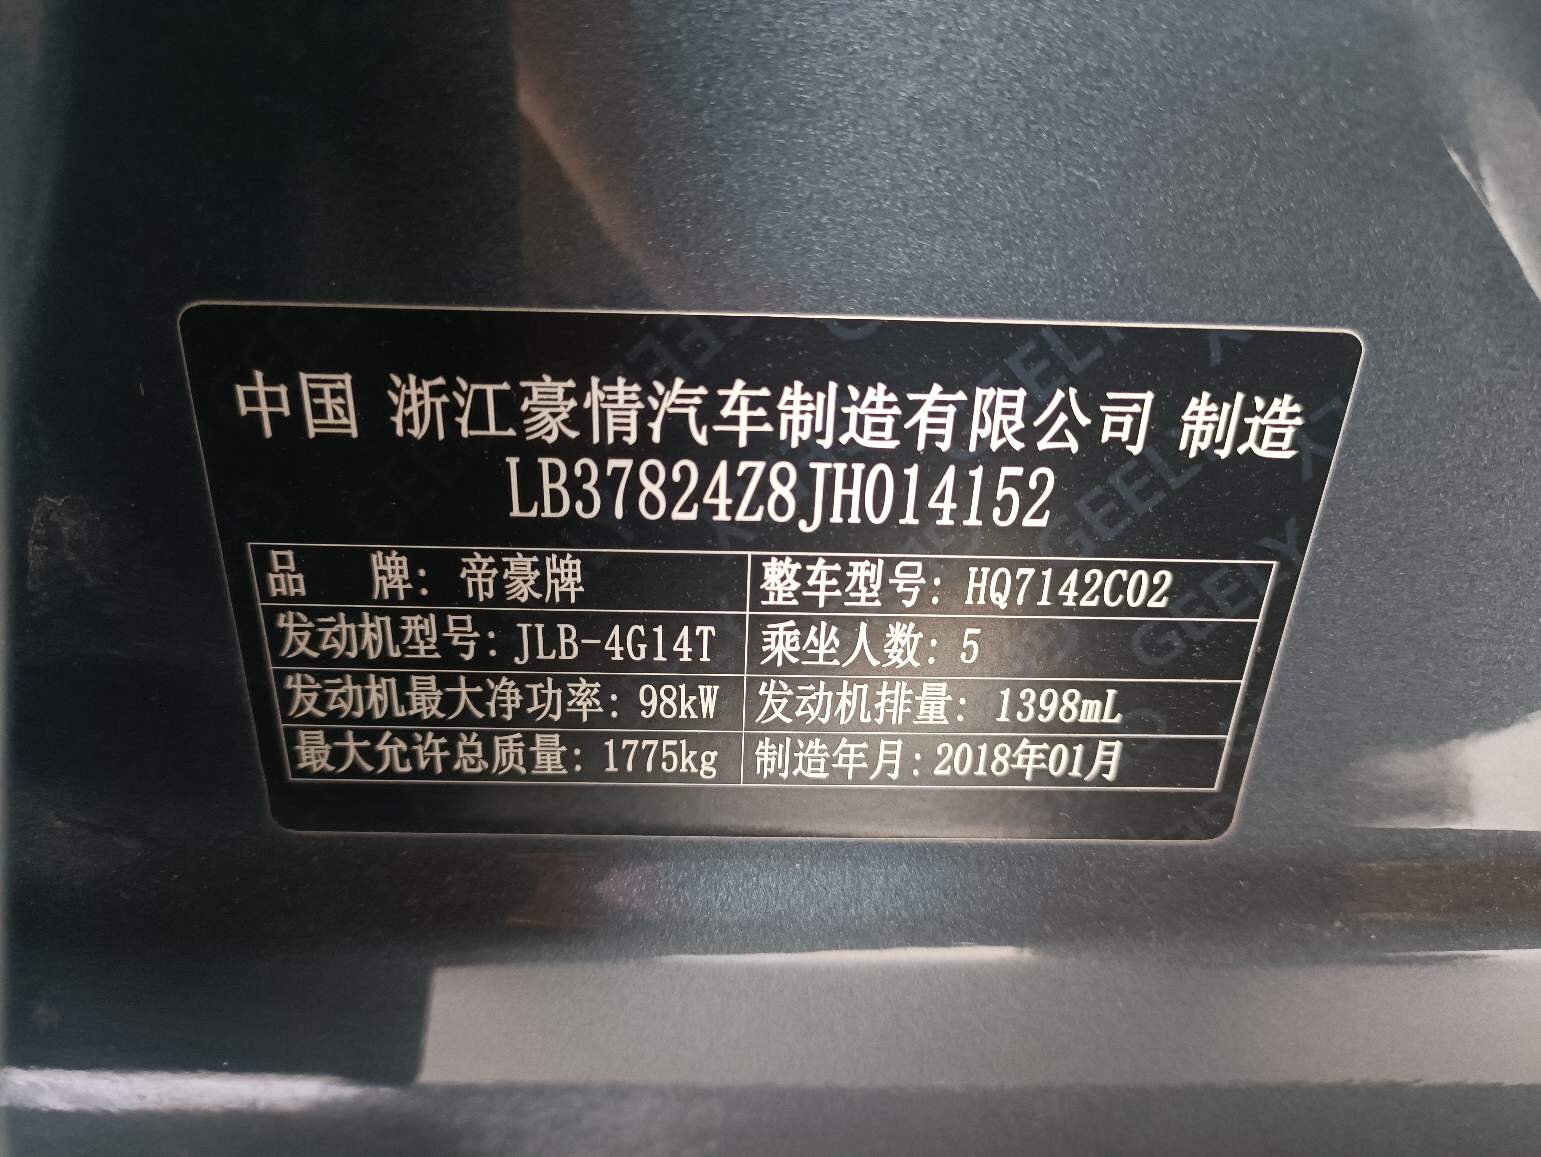 中国 浙江豪情汽车制造有限公司 制造
LB37824Z8JH014152
品 牌：帝豪牌 整车型号：HQ7142C02
发动机型号：JLB-4G14T 乘坐人数：5
发动机最大净功率：98kW 发动机排量：1398mL
最大允许总质量：1775kg 制造年月：2018年01月
GEELY
GEELY